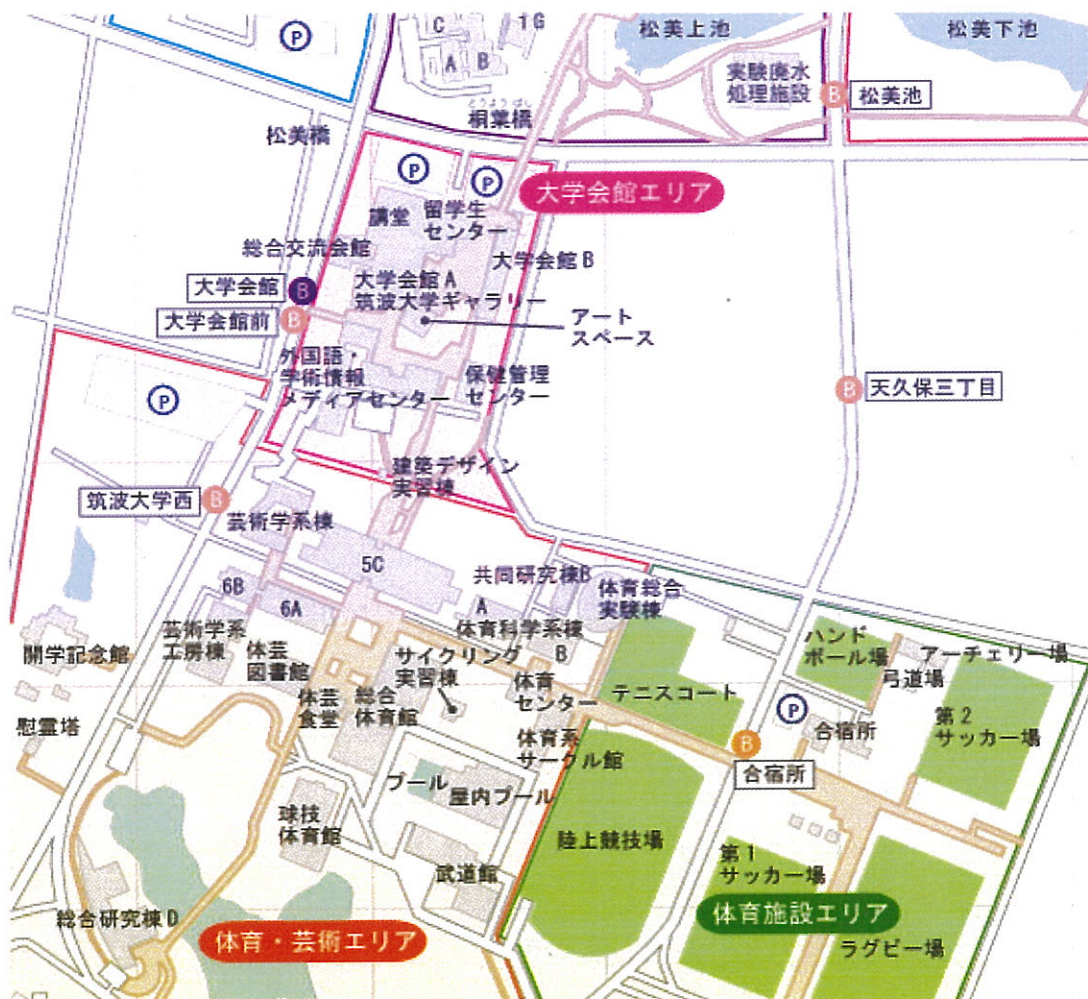 P
C
1G
A
B
松美上池
松美下池
実験廃水
処理施設
B
松美池
とうようばし
桐葉橋
松美橋
P
P
大学会館エリア
講堂
留学生
センター
総合交流会館
大学会館B
大学会館
B
大学会館A
筑波大学ギャラリー
大学会館前
B
アート
スペース
外国語・
学術情報
メディアセンター
保健管理
センター
P
B
天久保三丁目
建築デザイン
実習棟
筑波大学西
B
芸術学系棟
5C
共同研究棟B
体育総合
実験棟
6B
6A
A
体育科学系棟
B
芸術学系
工房棟
体芸
図書館
開学記念館
サイクリング
実習棟
体育
センター
テニスコート
ハンド
ボール場
アーチェリー場
弓道場
慰霊塔
体芸
食堂
総合
体育館
P
合宿所
第2
サッカー場
体育系
サークル館
B
合宿所
プール
屋内プール
球技
体育館
陸上競技場
第1
サッカー場
武道館
総合研究棟D
体育・芸術エリア
体育施設エリア
ラグビー場